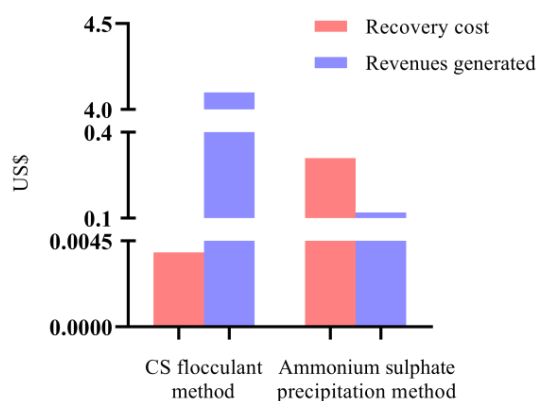 4.5
Recovery cost
Revenues generated
4.0
0.4
US$
0.1
0.0045
0.0000
CS flocculant
method
Ammonium sulphate
precipitation method